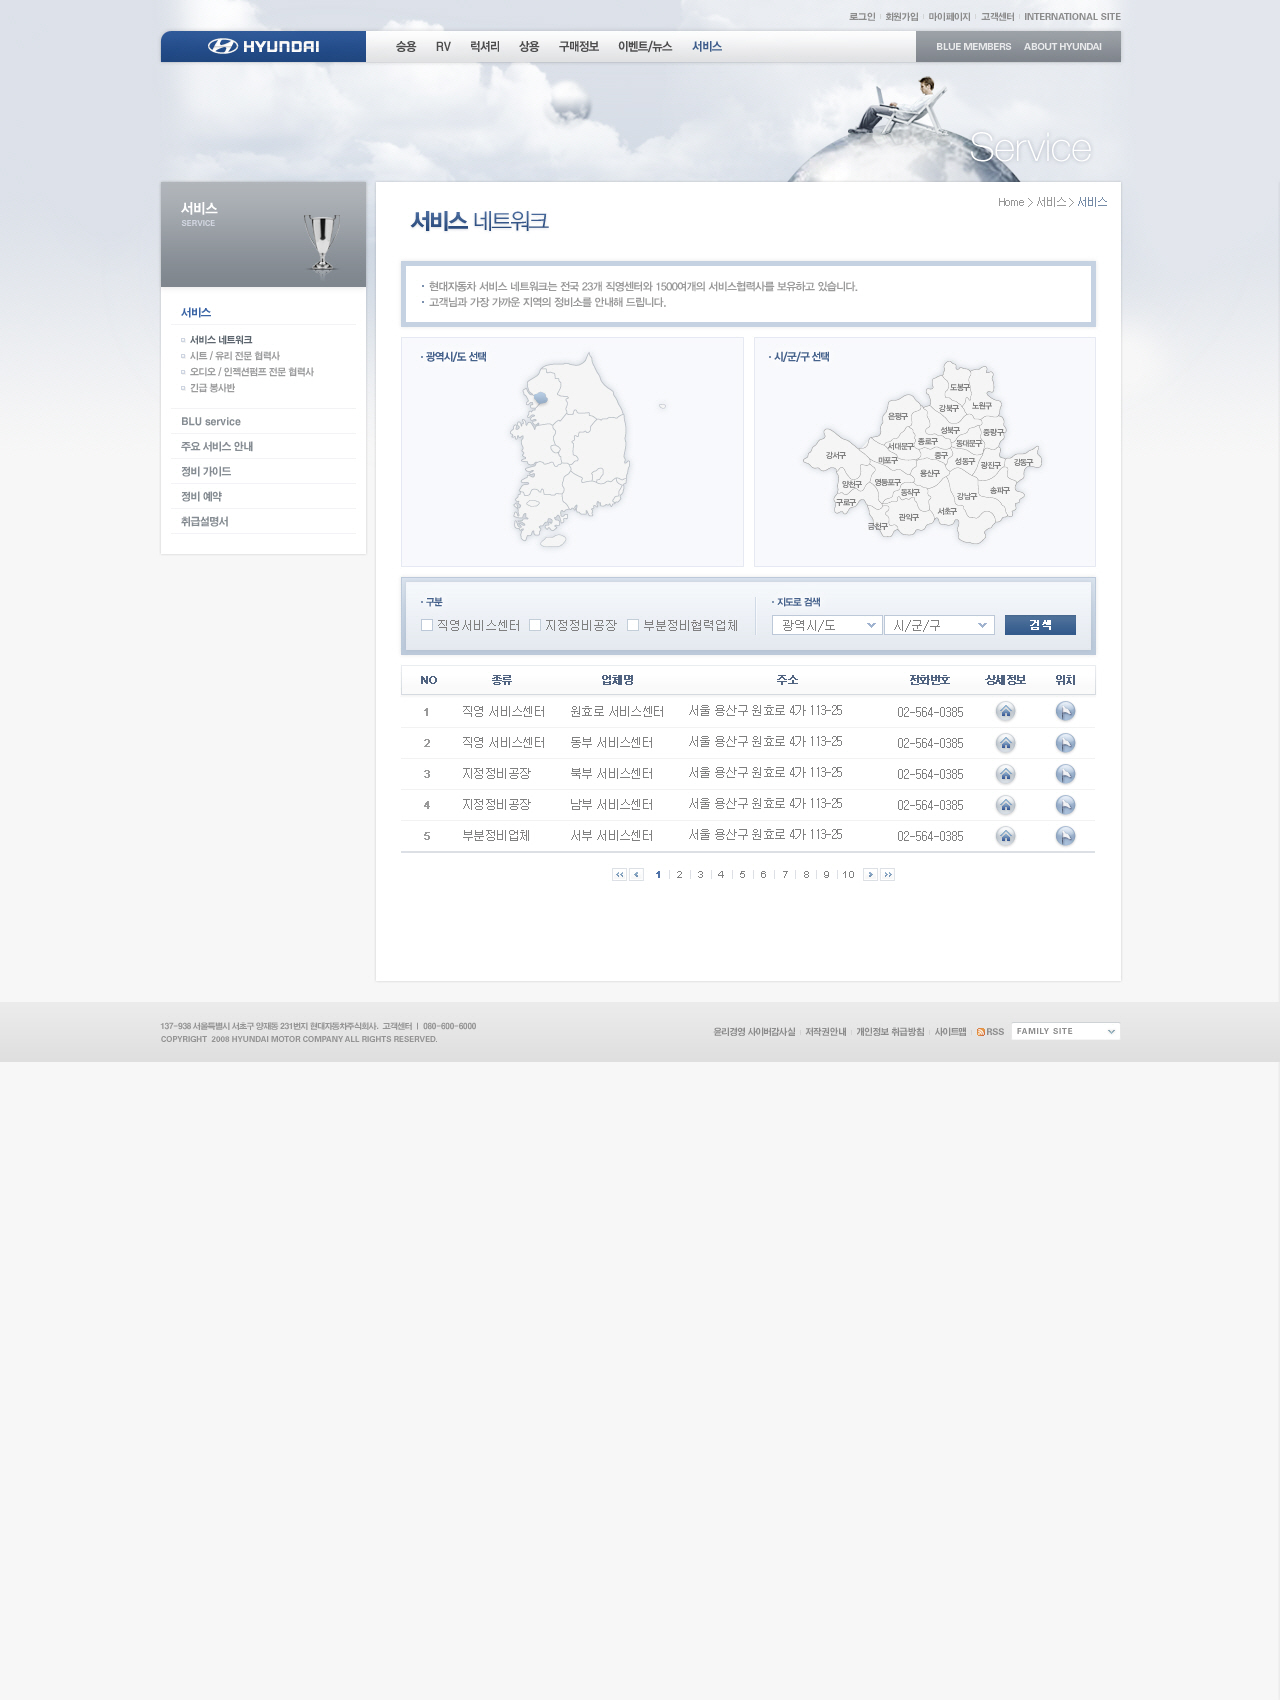 로그인 회원가입 마이페이지 고객센터 INTERNATIONAL SITE
HYUNDAI 승용 RV 럭셔리 상용 구매정보 이벤트/뉴스 서비스 BLUE MEMBERS ABOUT HYUNDAI
Service
서비스
SERVICE
서비스
서비스 네트워크
시트 / 유리 전문 협력사
오디오 / 인젝션펌프 전문 협력사
긴급 봉사반
BLU service
주요 서비스 안내
정비 가이드
정비 예약
취급설명서
Home > 서비스 > 서비스
서비스 네트워크
· 현대자동차 서비스 네트워크는 전국 23개 직영센터와 1500여개의 서비스협력사를 보유하고 있습니다.
· 고객님과 가장 가까운 지역의 정비소를 안내해 드립니다.
· 광역시/도 선택
· 시/군/구 선택
도봉구
강북구 노원구
은평구
성북구 중랑구
서대문구 종로구 동대문구
강서구 마포구 중구 성동구 광진구 강동구
용산구
양천구 영등포구
동작구 강남구 송파구
구로구
관악구 서초구
금천구
· 구분
직영서비스센터 지정정비공장 부분정비협력업체
· 지도로 검색
광역시/도 시/군/구 검색
NO 종류 업체명 주소 전화번호 상세정보 위치
1 직영 서비스센터 원효로 서비스센터 서울 용산구 원효로 4가 113-25 02-564-0385
2 직영 서비스센터 동부 서비스센터 서울 용산구 원효로 4가 113-25 02-564-0385
3 지정정비공장 북부 서비스센터 서울 용산구 원효로 4가 113-25 02-564-0385
4 지정정비공장 남부 서비스센터 서울 용산구 원효로 4가 113-25 02-564-0385
5 부분정비업체 서부 서비스센터 서울 용산구 원효로 4가 113-25 02-564-0385
1 2 3 4 5 6 7 8 9 10
137-938 서울특별시 서초구 양재동 231번지 현대자동차주식회사. 고객센터 | 080-600-6000
COPYRIGHT 2008 HYUNDAI MOTOR COMPANY ALL RIGHTS RESERVED.
윤리경영 사이버감사실 저작권안내 개인정보 취급방침 사이트맵 RSS FAMILY SITE